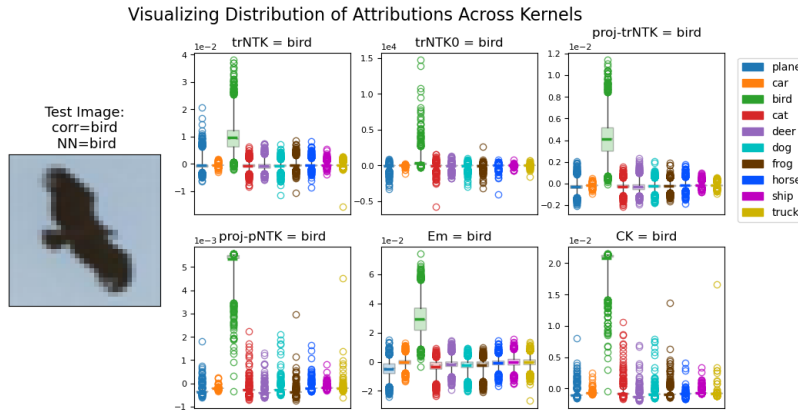 Visualizing Distribution of Attributions Across Kernels
Test Image:
corr=bird
NN=bird
trNTK = bird
1e−2
4
3
2
1
0
−1
trNTK0 = bird
1e4
1.5
1.0
0.5
0.0
−0.5
proj-trNTK = bird
1e−2
1.2
1.0
0.8
0.6
0.4
0.2
0.0
−0.2
plane
car
bird
cat
deer
dog
frog
horse
ship
truck
proj-pNTK = bird
1e−3
5
4
3
2
1
0
−1
Em = bird
1e−2
6
4
2
0
−2
CK = bird
1e−2
2.0
1.5
1.0
0.5
0.0